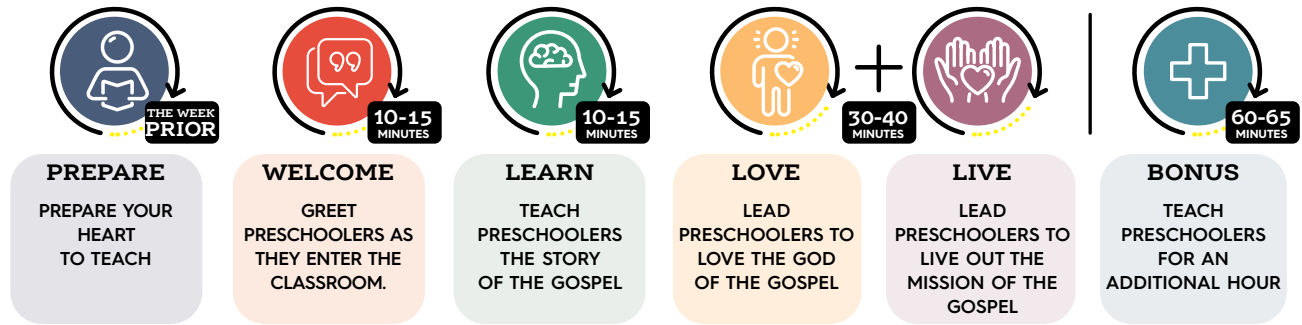 THE WEEK
PRIOR
10-15
MINUTES
10-15
MINUTES
30-40
MINUTES
60-65
MINUTES
PREPARE
PREPARE YOUR
HEART
TO TEACH
WELCOME
GREET
PRESCHOOLERS AS
THEY ENTER THE
CLASSROOM.
LEARN
TEACH
PRESCHOOLERS
THE STORY
OF THE GOSPEL
LOVE
LEAD
PRESCHOOLERS TO
LOVE THE GOD
OF THE GOSPEL
LIVE
LEAD
PRESCHOOLERS TO
LIVE OUT THE
MISSION OF THE
GOSPEL
BONUS
TEACH
PRESCHOOLERS
FOR AN
ADDITIONAL HOUR